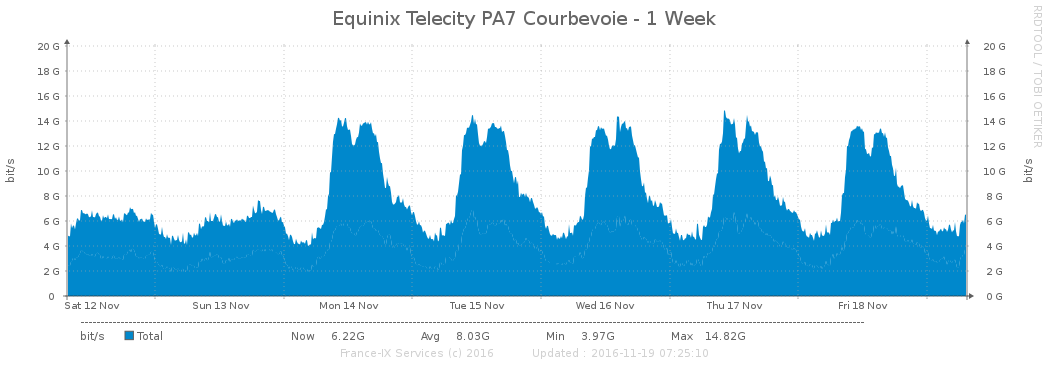 Equinix Telecity PA7 Courbevoie - 1 Week
RRDTOOL / TOBI OETIKER
bit/s
20 G
18 G
16 G
14 G
12 G
10 G
8 G
6 G
4 G
2 G
0
20 G
18 G
16 G
14 G
12 G
10 G
8 G
6 G
4 G
2 G
0 G
bit/s
Sat 12 Nov Sun 13 Nov Mon 14 Nov Tue 15 Nov Wed 16 Nov Thu 17 Nov Fri 18 Nov
bit/s Total Now 6.22G Avg 8.03G Min 3.97G Max 14.82G
France-IX Services (c) 2016 Updated : 2016-11-19 07:25:10